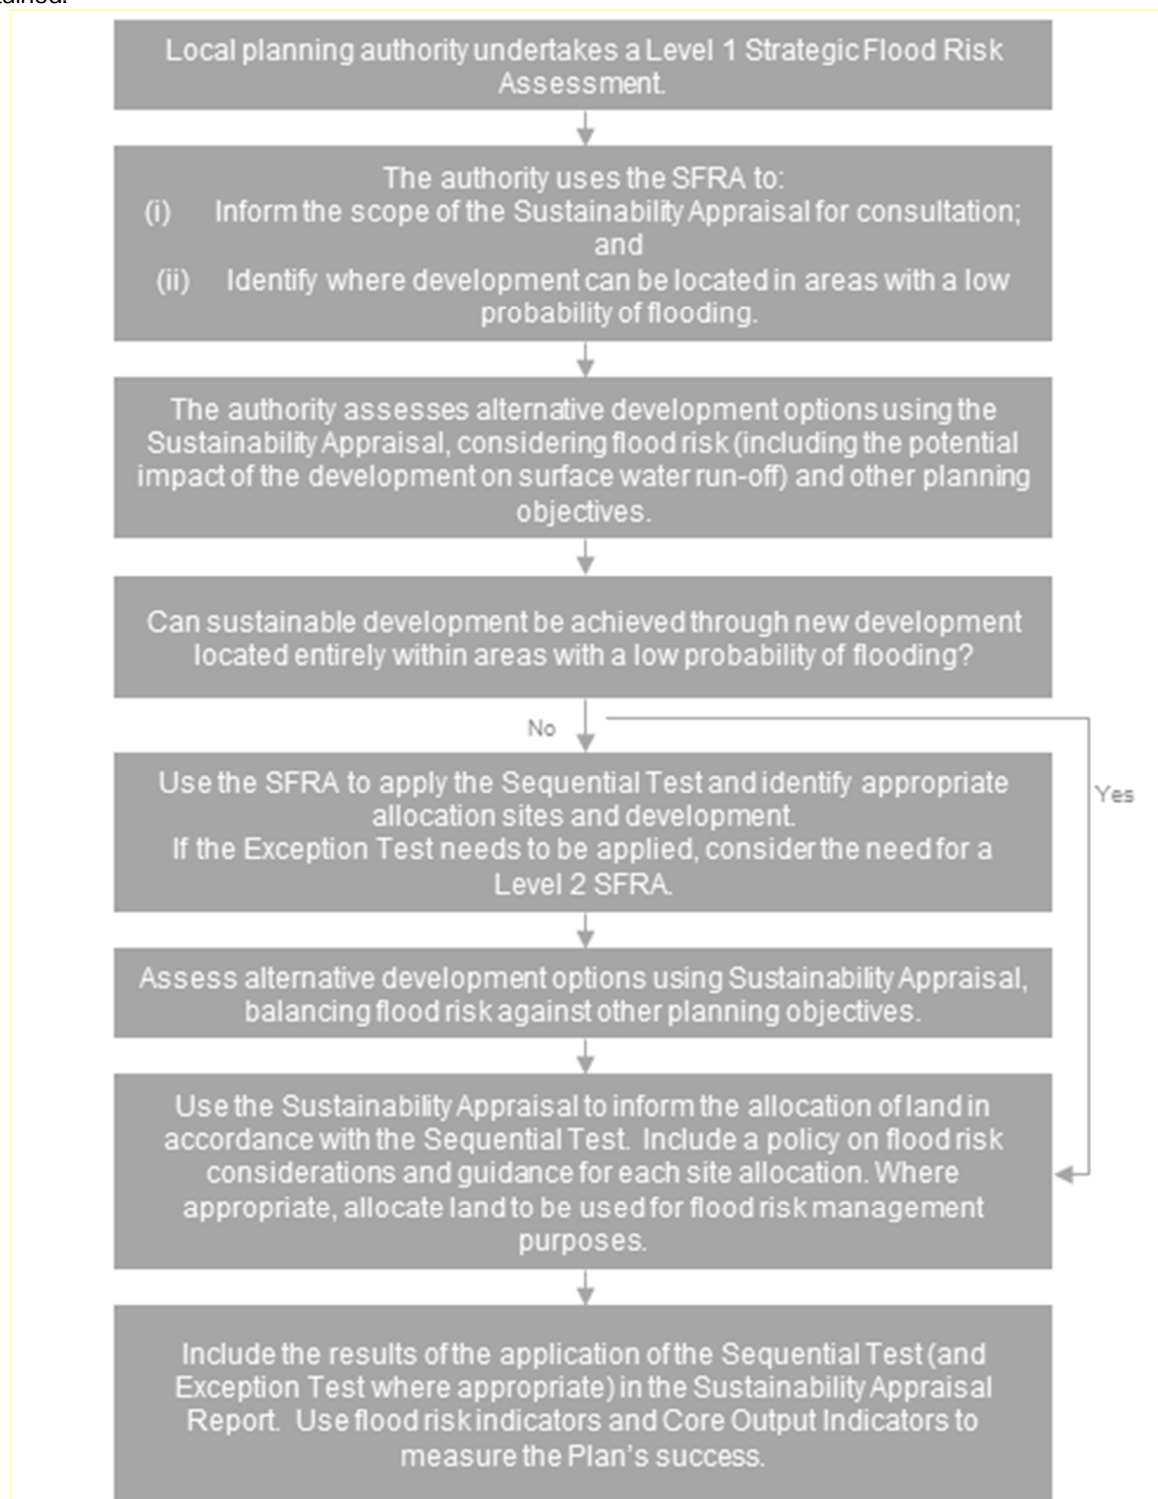 Local planning authority undertakes a Level 1 Strategic Flood Risk
Assessment.
The authority uses the SFRA to:
(i) Inform the scope of the Sustainability Appraisal for consultation;
and
(ii) Identify where development can be located in areas with a low
probability of flooding.
The authority assesses alternative development options using the
Sustainability Appraisal, considering flood risk (including the potential
impact of the development on surface water run-off) and other planning
objectives.
Can sustainable development be achieved through new development
located entirely within areas with a low probability of flooding?
No
Yes
Use the SFRA to apply the Sequential Test and identify appropriate
allocation sites and development.
If the Exception Test needs to be applied, consider the need for a
Level 2 SFRA.
Assess alternative development options using Sustainability Appraisal,
balancing flood risk against other planning objectives.
Use the Sustainability Appraisal to inform the allocation of land in
accordance with the Sequential Test. Include a policy on flood risk
considerations and guidance for each site allocation. Where
appropriate, allocate land to be used for flood risk management
purposes.
Include the results of the application of the Sequential Test (and
Exception Test where appropriate) in the Sustainability Appraisal
Report. Use flood risk indicators and Core Output Indicators to
measure the Plan's success.